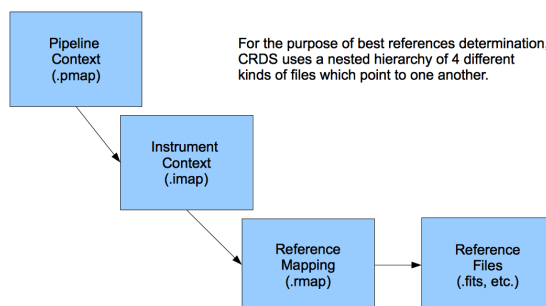 Pipeline
Context
(.pmap)
For the purpose of best references determination,
CRDS uses a nested hierarchy of 4 different
kinds of files which point to one another.
Instrument
Context
(.imap)
Reference
Mapping
(.rmap)
Reference
Files
(.fits, etc.)